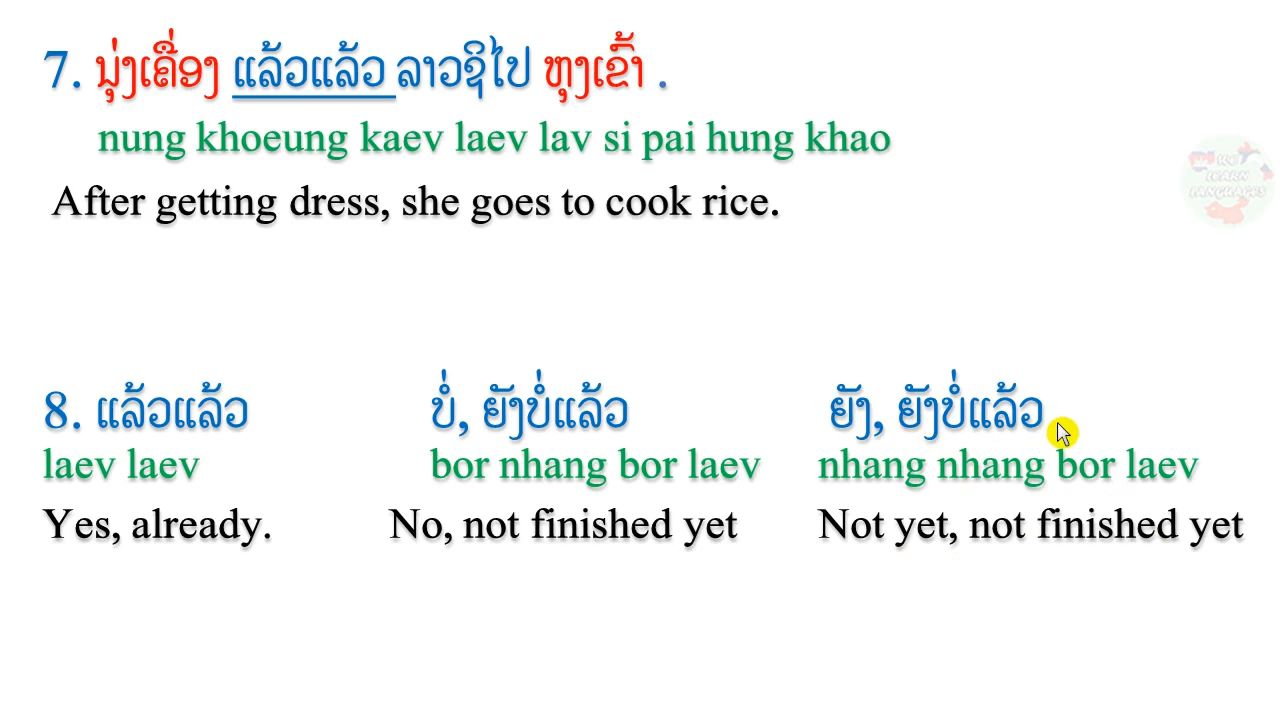 7. ນຸ່ງເຄື່ອງ ແລ້ວແລ້ວ ລາວຊິໄປ ຫຸງເຂົ້າ .
nung khoeung kaev laev lav si pai hung khao
After getting dress, she goes to cook rice.
WE
LEARN
LANGUAGES
8. ແລ້ວແລ້ວ ບໍ່, ຍັງບໍ່ແລ້ວ ຍັງ, ຍັງບໍ່ແລ້ວ
laev laev bor nhang bor laev nhang nhang bor laev
Yes, already. No, not finished yet Not yet, not finished yet